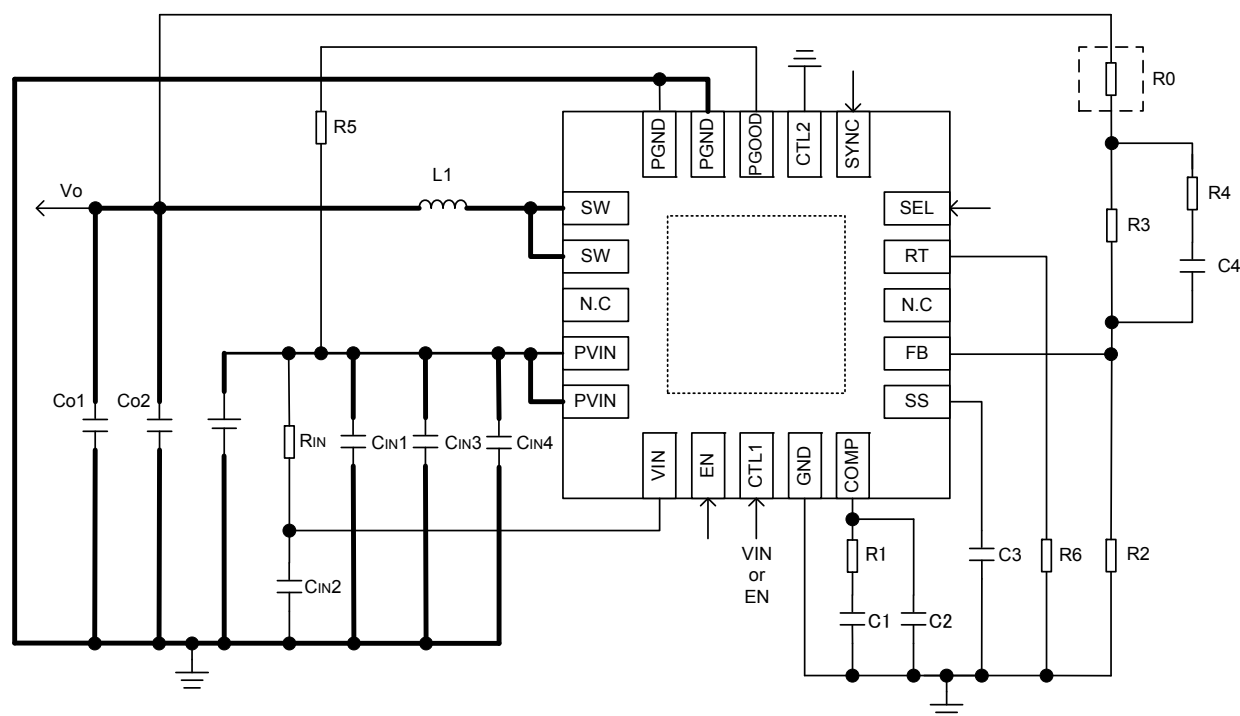 R0
R5
PGND
PGND
PGOOD
CTL2
SYNC
L1
Vo
SW
SEL
R4
R3
SW
RT
C4
N.C
N.C
PVIN
FB
Co1
Co2
PVIN
SS
RIN
CIN1
CIN3
CIN4
VIN
EN
CTL1
GND
COMP
VIN
or
EN
R1
C3
R6
R2
CIN2
C1
C2